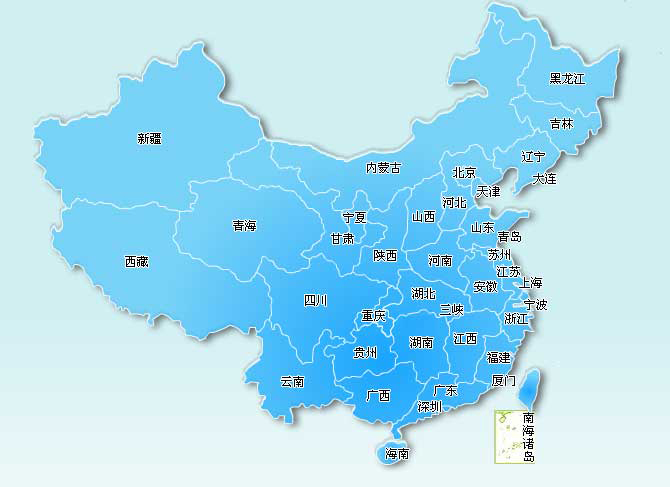 黑龙江
吉林
新疆
辽宁
内蒙古
北京
大连
天津
河北
宁夏
山西
青海
山东
甘肃
青岛
陕西
苏州
西藏
河南
江苏
上海
安徽
湖北
四川
宁波
三峡
重庆
浙江
江西
湖南
贵州
福建
云南
厦门
广东
广西
深圳
南
海
诸
岛
海南